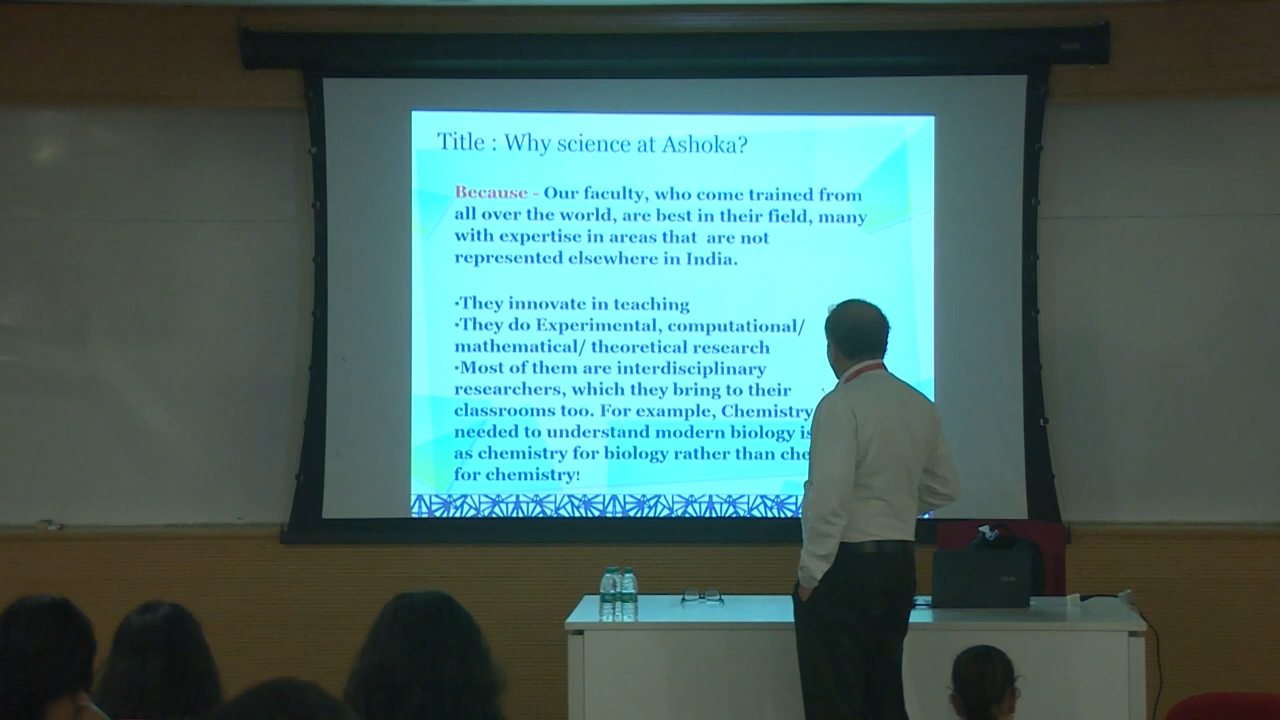 Title : Why science at Ashoka?
Because - Our faculty, who come trained from
all over the world, are best in their field, many
with expertise in areas that are not
represented elsewhere in India.
•They innovate in teaching
•They do Experimental, computational/
mathematical/ theoretical research
•Most of them are interdisciplinary
researchers, which they bring to their
classrooms too. For example, Chemistry
needed to understand modern biology is
as chemistry for biology rather than che
for chemistry!